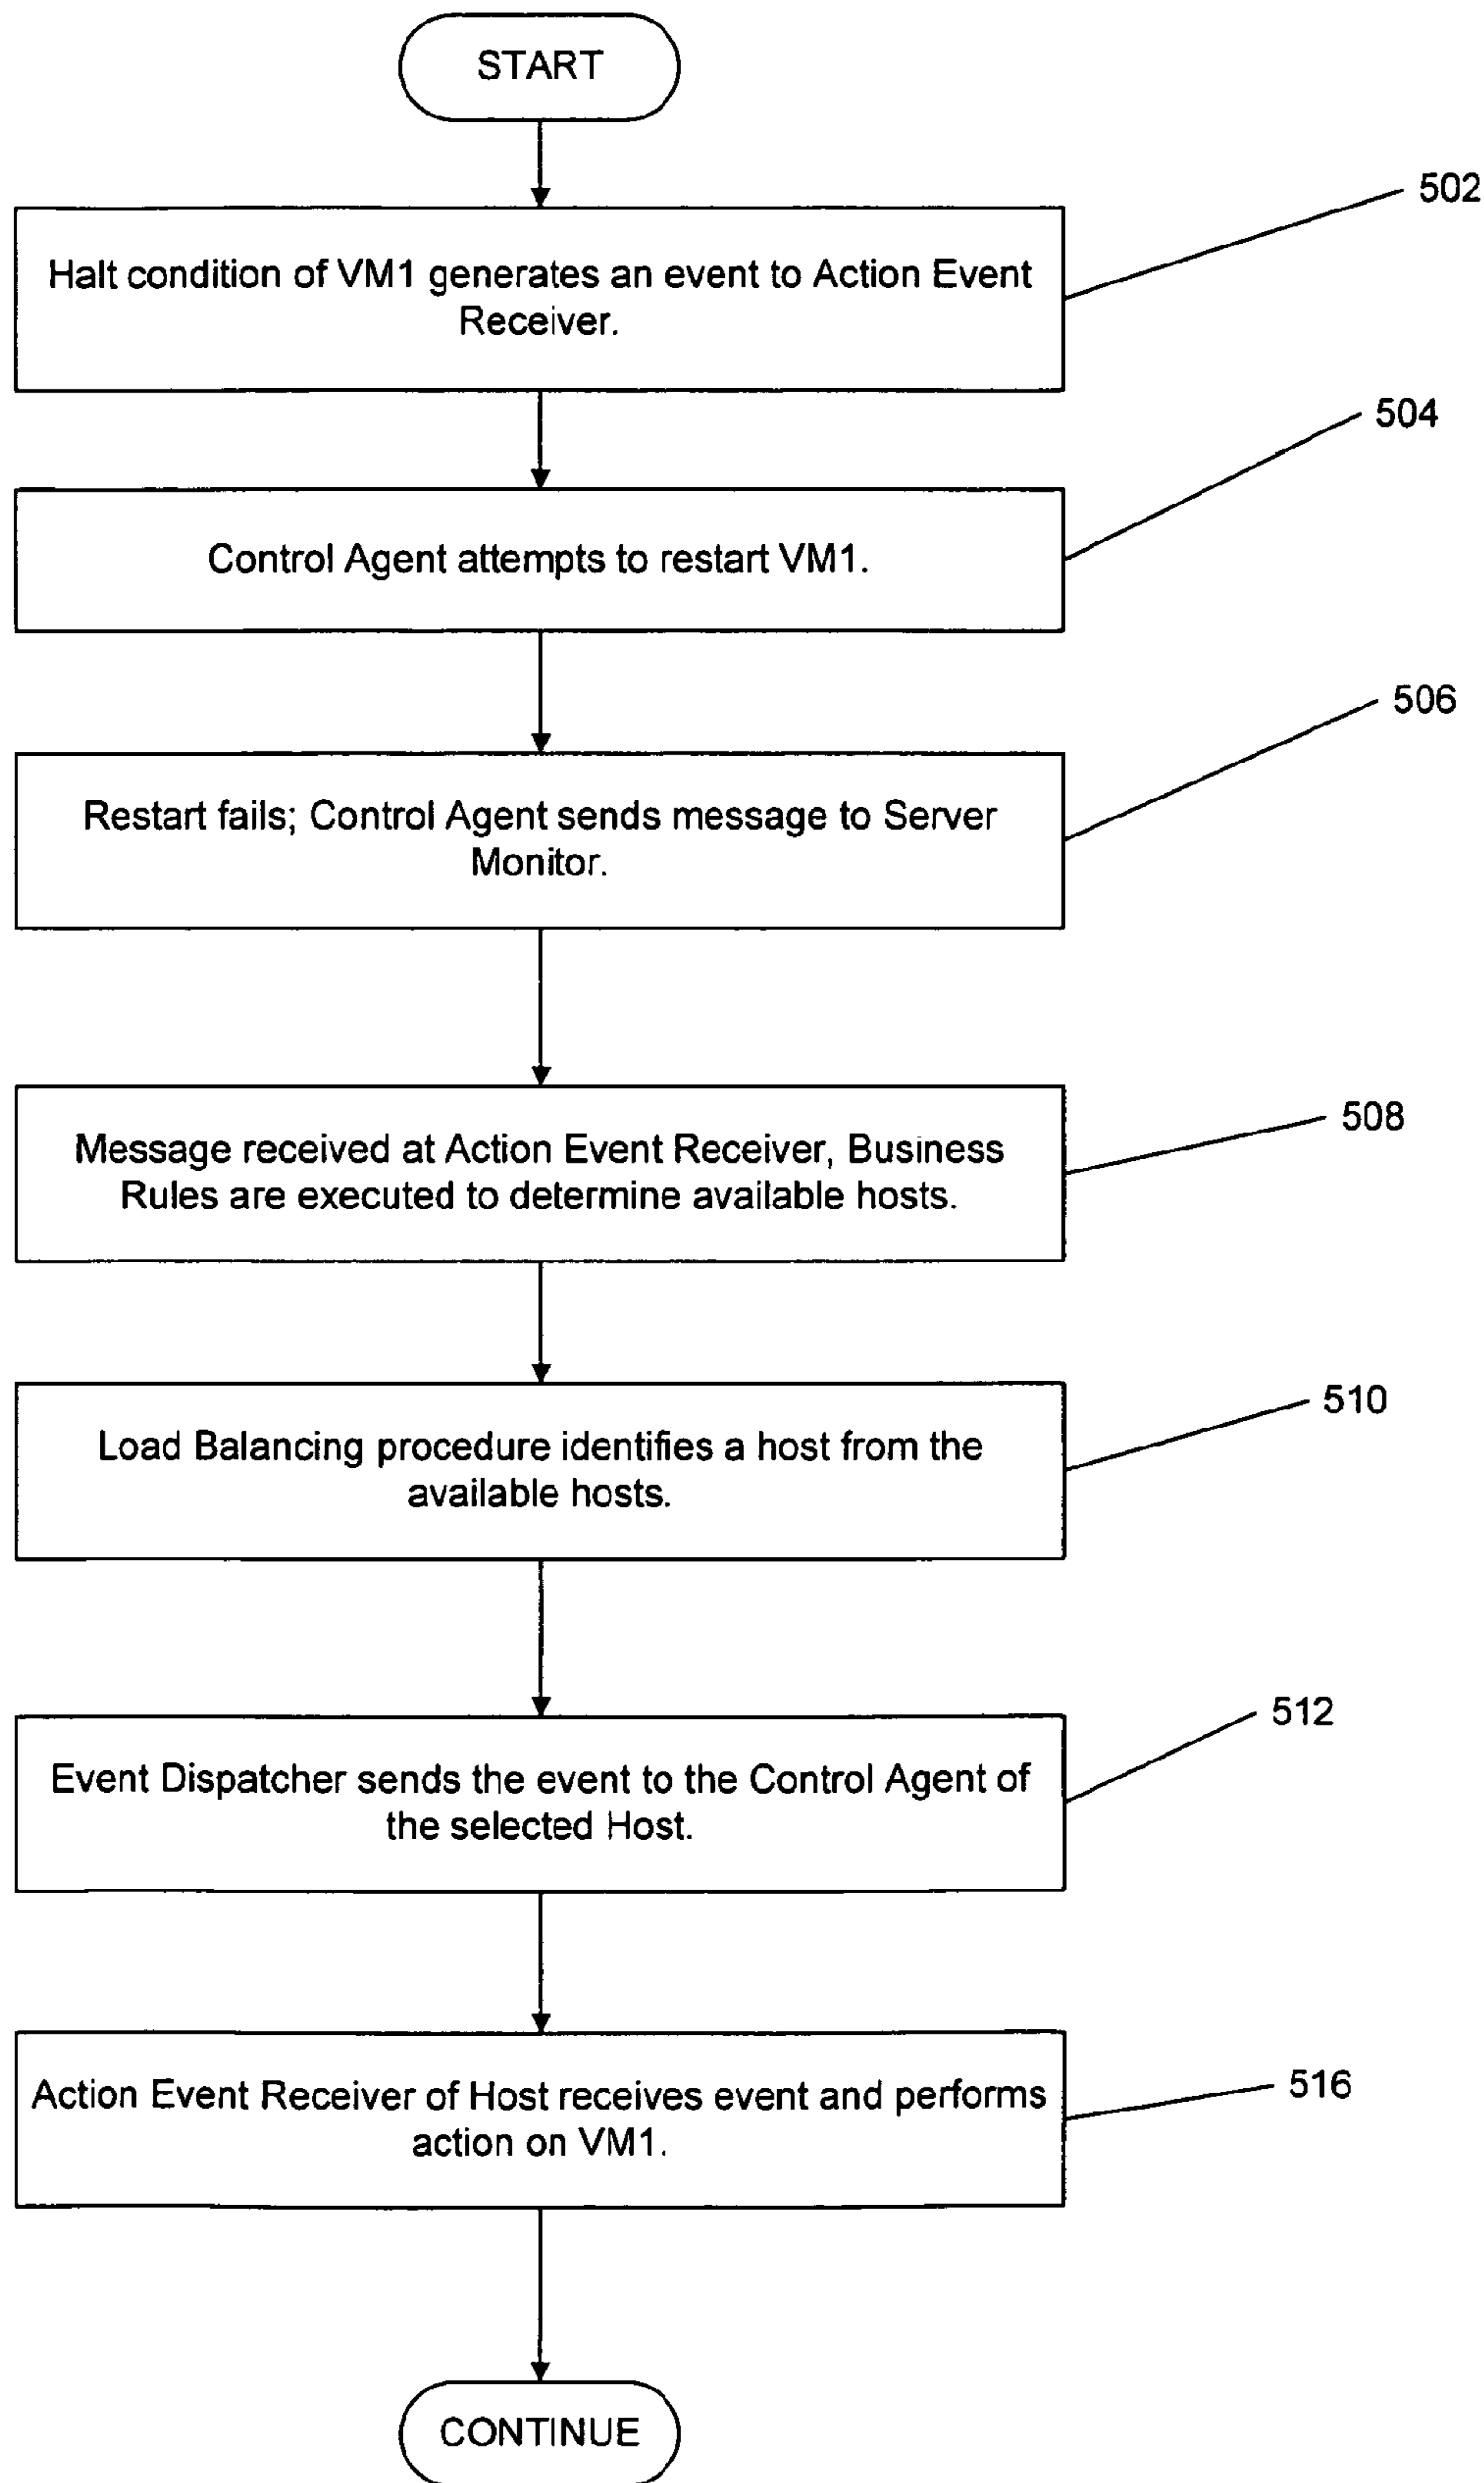 START
502
Halt condition of VM1 generates an event to Action Event
Receiver.
504
Control Agent attempts to restart VM1.
506
Restart fails; Control Agent sends message to Server
Monitor.
508
Message received at Action Event Receiver, Business
Rules are executed to determine available hosts.
510
Load Balancing procedure identifies a host from the
available hosts.
512
Event Dispatcher sends the event to the Control Agent of
the selected Host.
516
Action Event Receiver of Host receives event and performs
action on VM1.
CONTINUE